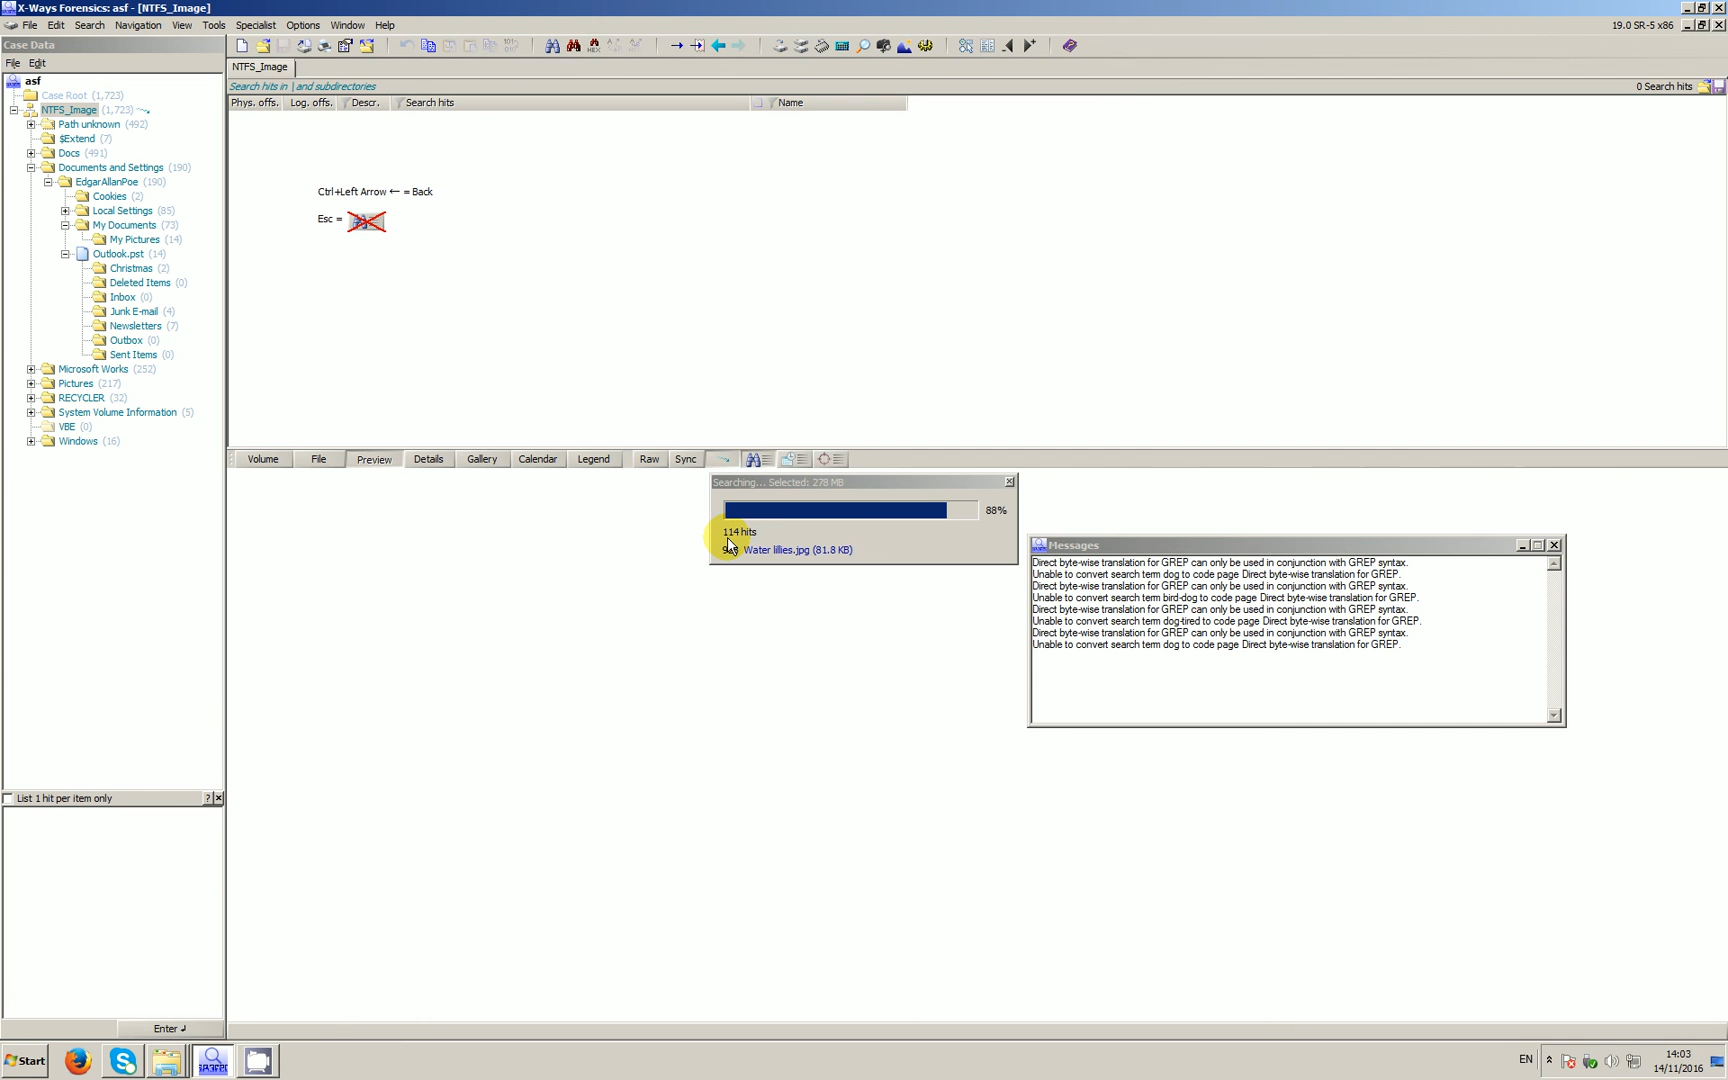 X-Ways Forensics: asf - [NTFS_Image]
File Edit Search Navigation View Tools Specialist Options Window Help
19.0 SR-5 x86
Case Data
File Edit
asf
Case Root (1,723)
NTFS_Image (1,723)
Path unknown (492)
$Extend (7)
Docs (491)
Documents and Settings (190)
EdgarAllanPoe (190)
Cookies (2)
Local Settings (85)
My Documents (73)
My Pictures (14)
Outlook.pst (14)
Christmas (2)
Deleted Items (0)
Inbox (0)
Junk E-mail (4)
Newsletters (7)
Outbox (0)
Sent Items (0)
Microsoft Works (252)
Pictures (217)
RECYCLER (32)
System Volume Information (5)
VBE (0)
Windows (16)
List 1 hit per item only
? x
Enter ↲
NTFS_Image
Search hits in \ and subdirectories
0 Search hits
Phys. offs. Log. offs. Descr. Search hits Name
Ctrl+Left Arrow ← = Back
Esc =
Volume File Preview Details Gallery Calendar Legend Raw Sync
Searching... Selected: 278 MB
88%
114 hits
Water lillies.jpg (81.8 KB)
Messages
Direct byte-wise translation for GREP can only be used in conjunction with GREP syntax.
Unable to convert search term dog to code page Direct byte-wise translation for GREP.
Direct byte-wise translation for GREP can only be used in conjunction with GREP syntax.
Unable to convert search term bird-dog to code page Direct byte-wise translation for GREP.
Direct byte-wise translation for GREP can only be used in conjunction with GREP syntax.
Unable to convert search term dog-tired to code page Direct byte-wise translation for GREP.
Direct byte-wise translation for GREP can only be used in conjunction with GREP syntax.
Unable to convert search term dog to code page Direct byte-wise translation for GREP.
Start
EN
14:03
14/11/2016